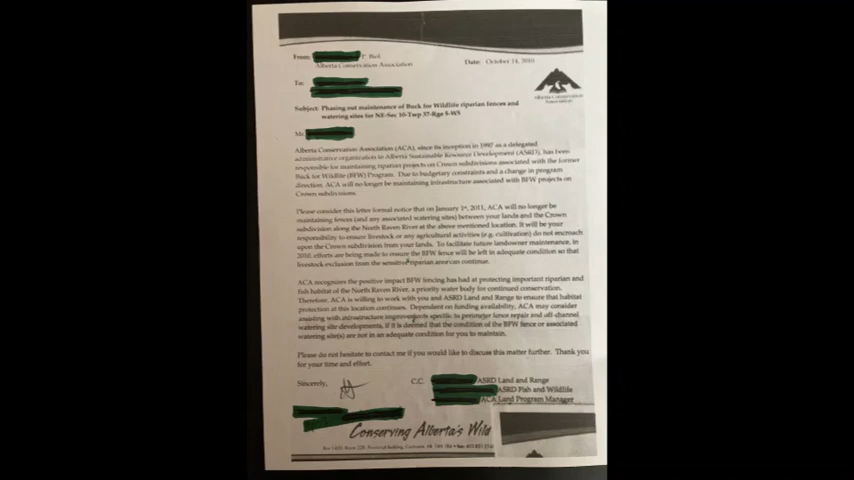 From: P. Biol.
Alberta Conservation Association
Date: October 14, 2010
To:
Alberta Conservation
Association
Subject: Phasing out maintenance of Buck for Wildlife riparian fences and
watering sites for NE-Sec 10-Twp 37-Rge 5-W5
Mr
Alberta Conservation Association (ACA), since its inception in 1997 as a delegated
administrative organization to Alberta Sustainable Resource Development (ASRD), has been
responsible for maintaining riparian projects on Crown subdivisions associated with the former
Buck for Wildlife (BFW) Program. Due to budgetary constraints and a change in program
direction, ACA will no longer be maintaining infrastructure associated with BFW projects on
Crown subdivisions.
Please consider this letter formal notice that on January 1st, 2011, ACA will no longer be
maintaining fences (and any associated watering sites) between your lands and the Crown
subdivision along the North Raven River at the above mentioned location. It will be your
responsibility to ensure livestock or any agricultural activities (e.g. cultivation) do not encroach
upon the Crown subdivision from your lands. To facilitate future landowner maintenance, in
2010, efforts are being made to ensure the BFW fence will be left in adequate condition so that
livestock exclusion from the sensitive riparian area can continue.
ACA recognizes the positive impact BFW fencing has had at protecting important riparian and
fish habitat of the North Raven River, a priority water body for continued conservation.
Therefore, ACA is willing to work with you and ASRD Land and Range to ensure that habitat
protection at this location continues. Dependent on funding availability, ACA may consider
assisting with infrastructure improvements specific to perimeter fence repair and off-channel
watering site developments, if it is deemed that the condition of the BFW fence or associated
watering site(s) are not in an adequate condition for you to maintain.
Please do not hesitate to contact me if you would like to discuss this matter further. Thank you
for your time and effort.
Sincerely,
C.C. ASRD Land and Range
ASRD Fish and Wildlife
ACA Land Program Manager
Conserving Alberta's Wild
Provincial Building